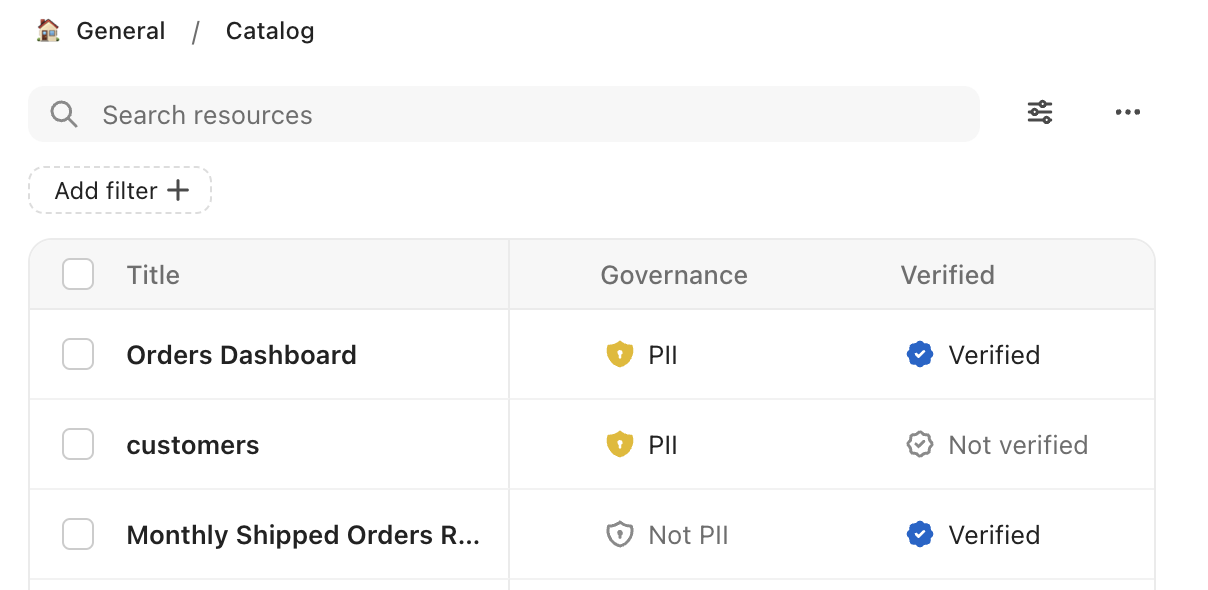 General / Catalog
Search resources
Add filter +
Title Governance Verified
Orders Dashboard PII Verified
customers PII Not verified
Monthly Shipped Orders R... Not PII Verified